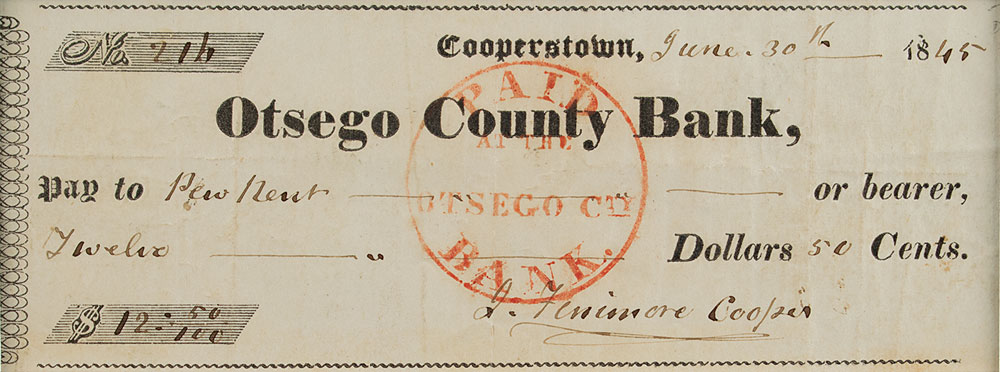 No. 216
Cooperstown, June 30th 1845
Otsego County Bank,
Pay to Pew Rent or bearer,
Twelve " Dollars 50 Cents.
$ 12 50/100
J. Fenimore Cooper
PAID
AT THE
OTSEGO CTY
BANK.